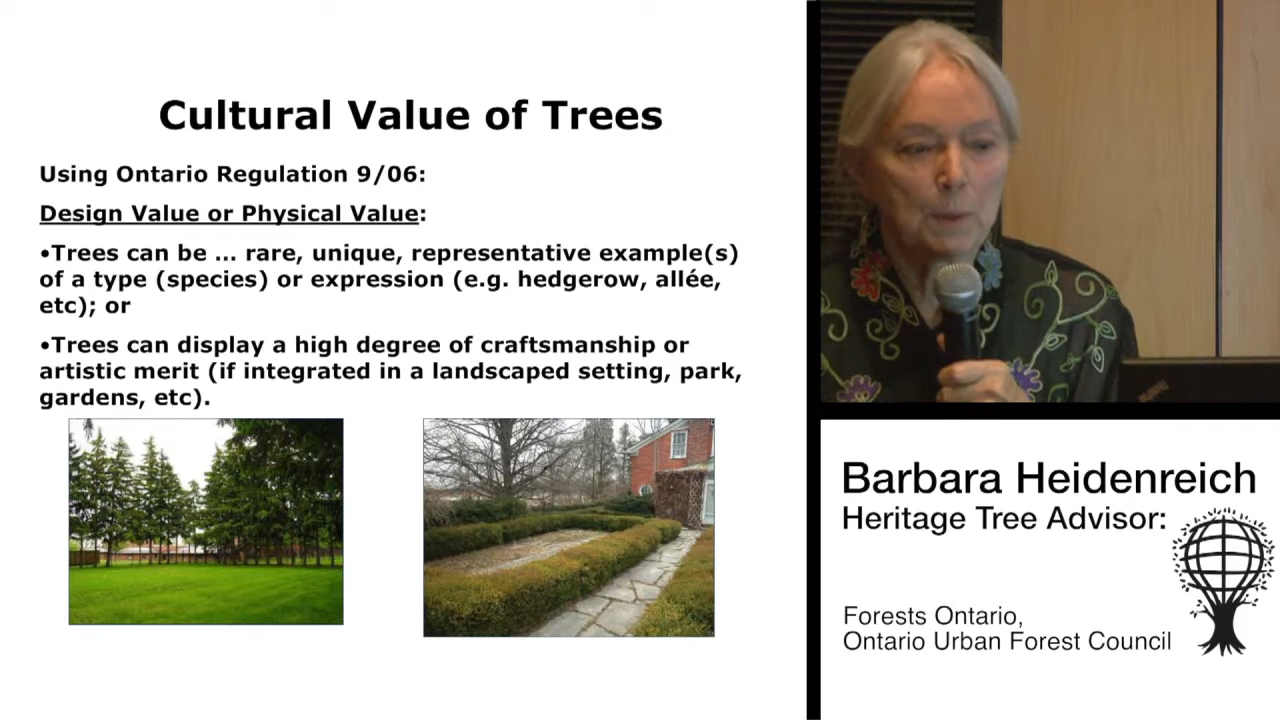 Cultural Value of Trees
Using Ontario Regulation 9/06:
Design Value or Physical Value:
•Trees can be ... rare, unique, representative example(s)
of a type (species) or expression (e.g. hedgerow, allée,
etc); or
•Trees can display a high degree of craftsmanship or
artistic merit (if integrated in a landscaped setting, park,
gardens, etc).
Barbara Heidenreich
Heritage Tree Advisor:
Forests Ontario,
Ontario Urban Forest Council